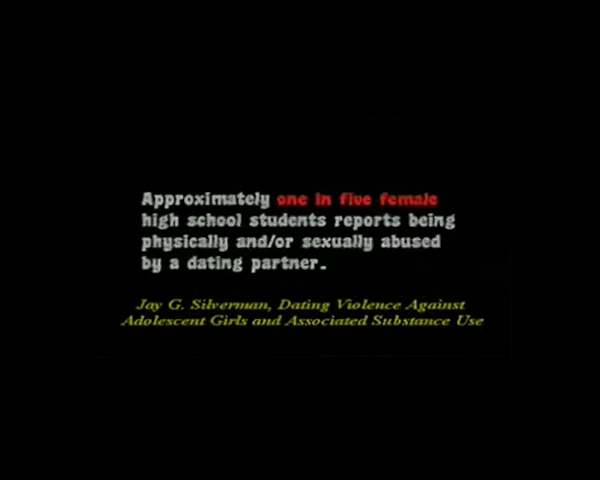 Approximately one in five female
high school students reports being
physically and/or sexually abused
by a dating partner.
Jay G. Silverman, Dating Violence Against
Adolescent Girls and Associated Substance Use